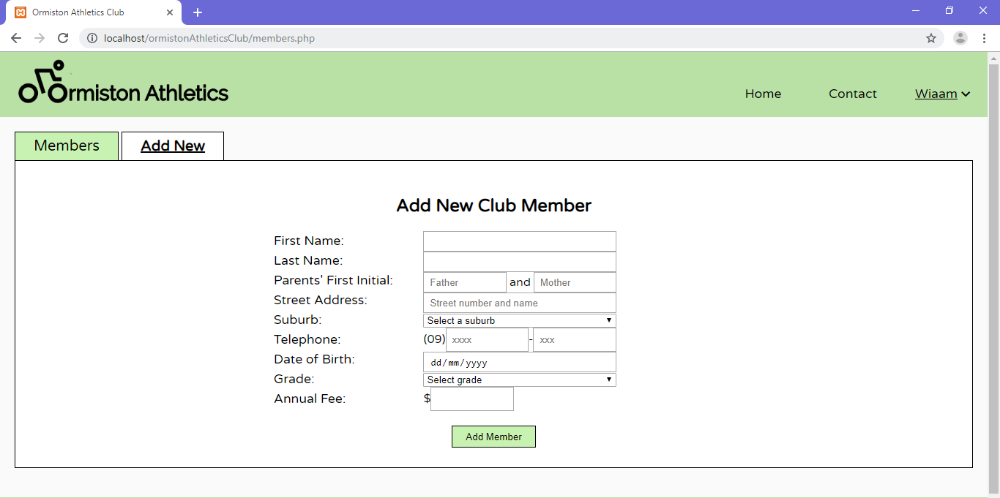 Ormiston Athletics Club
localhost/ormistonAthleticsClub/members.php
Ormiston Athletics
Home Contact Wiaam
Members Add New
Add New Club Member
First Name:
Last Name:
Parents' First Initial: Father and Mother
Street Address: Street number and name
Suburb: Select a suburb
Telephone: (09) xxxx - xxx
Date of Birth: dd/mm/yyyy
Grade: Select grade
Annual Fee: $
Add Member